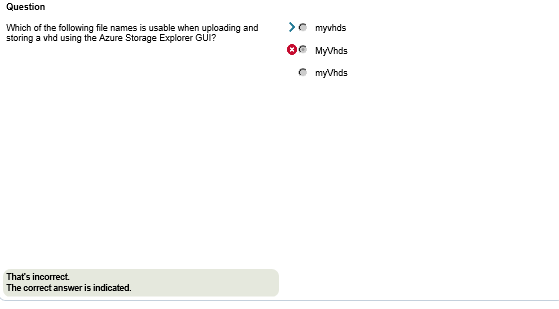 Question
Which of the following file names is usable when uploading and
storing a vhd using the Azure Storage Explorer GUI?
myvhds
MyVhds
myVhds
That's incorrect.
The correct answer is indicated.